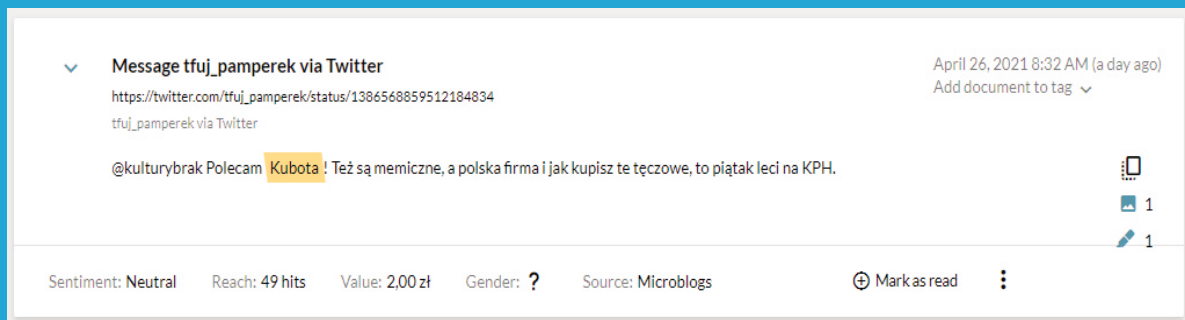 Message tfuj_pamperek via Twitter
April 26, 2021 8:32 AM (a day ago)
Add document to tag
https://twitter.com/tfuj_pamperek/status/1386568859512184834
tfuj_pamperek via Twitter
@kulturybrak Polecam Kubota! Też są memiczne, a polska firma i jak kupisz te tęczowe, to piątak leci na KPH.
1
1
Sentiment: Neutral Reach: 49 hits Value: 2,00 zł Gender: ? Source: Microblogs Mark as read